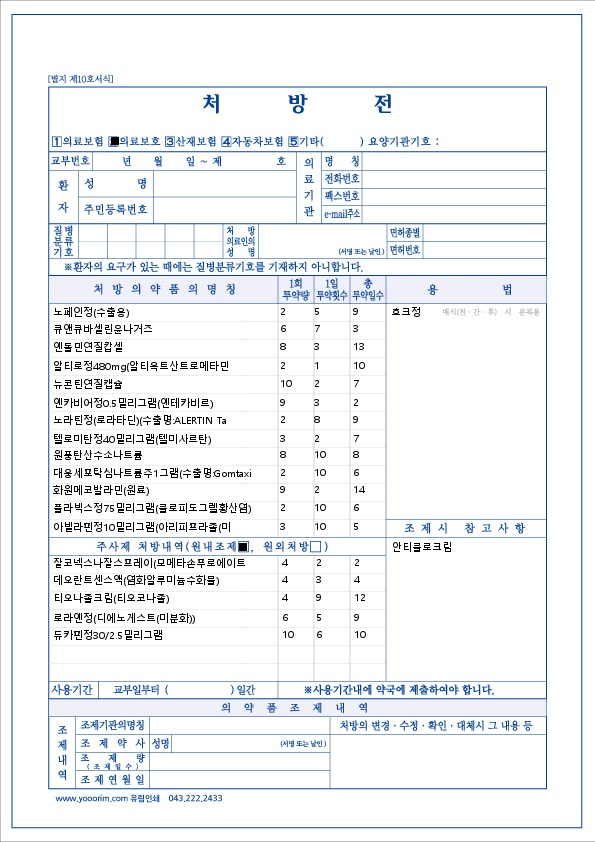 [별지 제10호서식]
처 방 전
1의료보험 ■의료보호 3산재보험 4자동차보험 5기타( ) 요양기관기호 :
교부번호 년 월 일 ~ 제 호
환자
성 명
주민등록번호
의료기관
명 칭
전화번호
팩스번호
e-mail주소
질병분류기호
처 방 의료인의 성 명
(서명 또는 날인)
면허종별
면허번호
※환자의 요구가 있는 때에는 질병분류기호를 기재하지 아니합니다.
처 방 의 약 품 의 명 칭 1회투약량 1일투약횟수 총투약일수 용 법
노페인정(수출용) 2 5 9
큐앤큐바셀린윤나거즈 6 7 3
엔돌민연질캅셀 8 3 13
알티로정480mg(알티옥트산트로메타민 2 1 10
뉴콘틴연질캡슐 10 2 7
엔카비어정0.5밀리그램(엔테카비르) 9 3 2
노라틴정(로라타딘)(수출명:ALERTIN Ta 2 8 9
텔로미탄정40밀리그램(텔미사르탄) 3 2 7
원풍탄산수소나트륨 8 10 8
대웅세포탁심나트륨주1그램(수출명:Gomtaxi 2 10 6
화원메코발라민(원료) 9 2 14
플라빅스정75밀리그램(클로피도그렐황산염) 2 10 6
아빌라핀정10밀리그램(아리피프라졸(미 3 10 5
효크정 매식(전ㆍ간ㆍ후) 시 분복용
조 제 시 참 고 사 항
안티클로크림
주사제 처방내역(원내조제■, 원외처방□)
잘코넥스나잘스프레이(모메타손푸로에이트 4 2 2
데오란트센스액(염화알루미늄수화물) 4 3 4
티오나졸크림(티오코나졸) 4 9 12
로라엔정(디에노게스트(미분화)) 6 5 9
듀카핀정30/2.5밀리그램 10 6 10
사용기간 교부일부터 ( )일간 ※사용기간내에 약국에 제출하여야 합니다.
의 약 품 조 제 내 역
조제내역
조제기관의명칭
처방의 변경ㆍ수정ㆍ확인ㆍ대체시 그 내용 등
조 제 약 사 성명 (서명 또는 날인)
조 제 량
(조 제 일 수)
조 제 연 월 일
www.yooorim.com 유림인쇄 043.222.2433